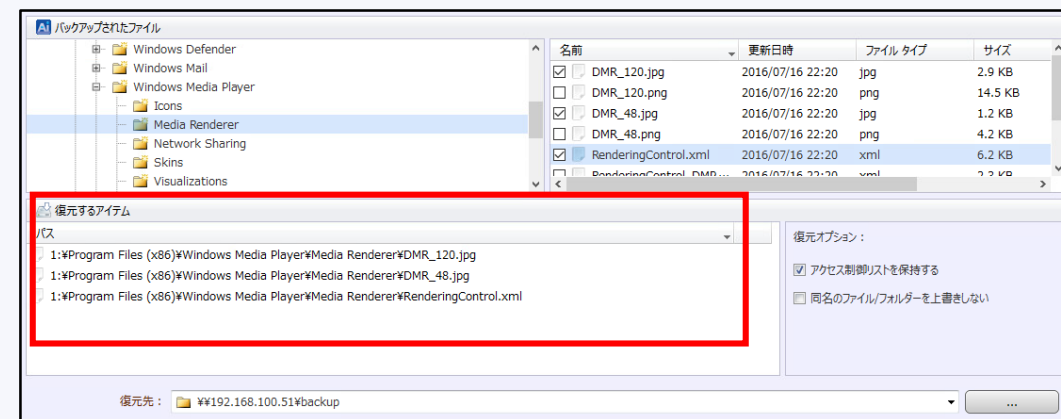 Ai バックアップされたファイル
Windows Defender
Windows Mail
Windows Media Player
Icons
Media Renderer
Network Sharing
Skins
Visualizations
名前 更新日時 ファイル タイプ サイズ
DMR_120.jpg 2016/07/16 22:20 jpg 2.9 KB
DMR_120.png 2016/07/16 22:20 png 14.5 KB
DMR_48.jpg 2016/07/16 22:20 jpg 1.2 KB
DMR_48.png 2016/07/16 22:20 png 4.2 KB
RenderingControl.xml 2016/07/16 22:20 xml 6.2 KB
RenderingControl_DMP... 2016/07/16 22:20 xml 2.3 KB
復元するアイテム
パス
1:¥Program Files (x86)¥Windows Media Player¥Media Renderer¥DMR_120.jpg
1:¥Program Files (x86)¥Windows Media Player¥Media Renderer¥DMR_48.jpg
1:¥Program Files (x86)¥Windows Media Player¥Media Renderer¥RenderingControl.xml
復元オプション：
アクセス制御リストを保持する
同名のファイル/フォルダーを上書きしない
復元先： ¥¥192.168.100.51¥backup ...